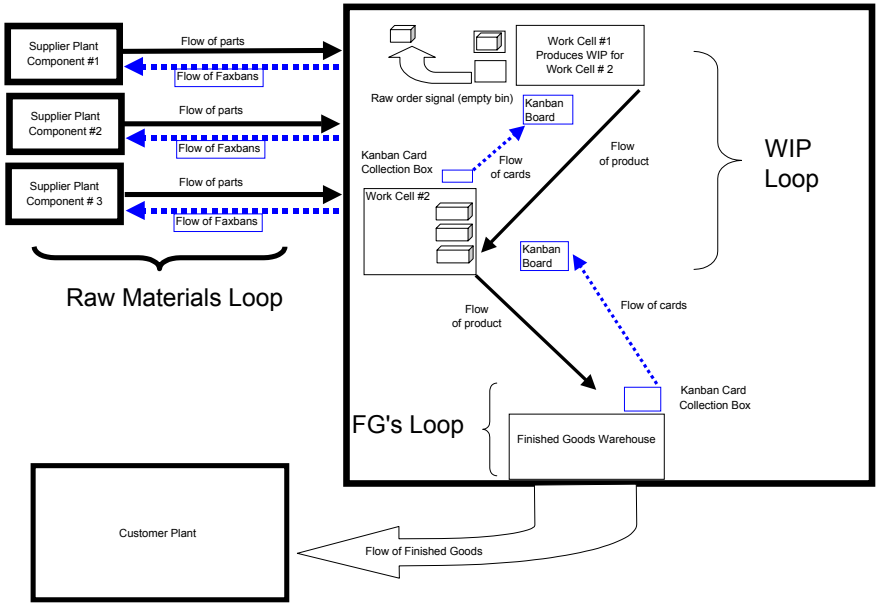 Supplier Plant
Component #1
Flow of parts
Flow of Faxbans
Supplier Plant
Component #2
Flow of parts
Flow of Faxbans
Supplier Plant
Component # 3
Flow of parts
Flow of Faxbans
Raw Materials Loop
Work Cell #1
Produces WIP for
Work Cell # 2
Raw order signal (empty bin)
Kanban
Board
Kanban Card
Collection Box
Flow
of cards
Flow
of product
WIP
Loop
Work Cell #2
Kanban
Board
Flow
of product
Flow of cards
Kanban Card
Collection Box
FG's Loop
Finished Goods Warehouse
Customer Plant
Flow of Finished Goods